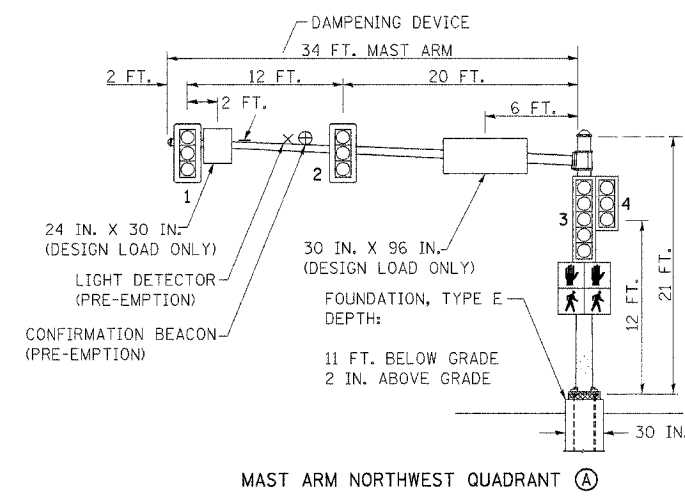 DAMPENING DEVICE
34 FT. MAST ARM
2 FT.
12 FT.
20 FT.
2 FT.
6 FT.
1
2
3
4
24 IN. X 30 IN.
(DESIGN LOAD ONLY)
30 IN. X 96 IN.
(DESIGN LOAD ONLY)
LIGHT DETECTOR
(PRE-EMPTION)
CONFIRMATION BEACON
(PRE-EMPTION)
FOUNDATION, TYPE E
DEPTH:
11 FT. BELOW GRADE
2 IN. ABOVE GRADE
12 FT.
21 FT.
30 IN.
MAST ARM NORTHWEST QUADRANT A